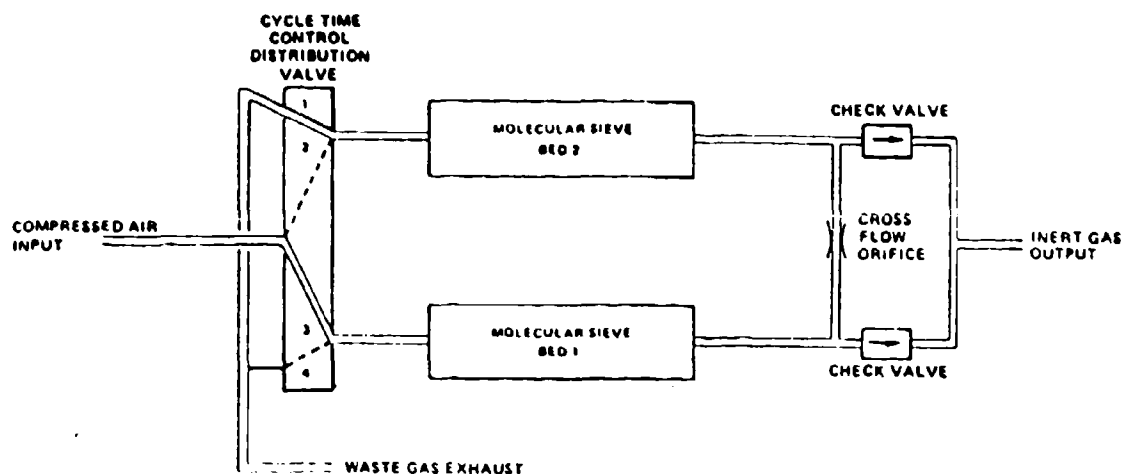 CYCLE TIME
CONTROL
DISTRIBUTION
VALVE
1
2
3
4
MOLECULAR SIEVE
BED 2
CHECK VALVE
COMPRESSED AIR
INPUT
CROSS
FLOW
ORIFICE
INERT GAS
OUTPUT
MOLECULAR SIEVE
BED 1
CHECK VALVE
WASTE GAS EXHAUST